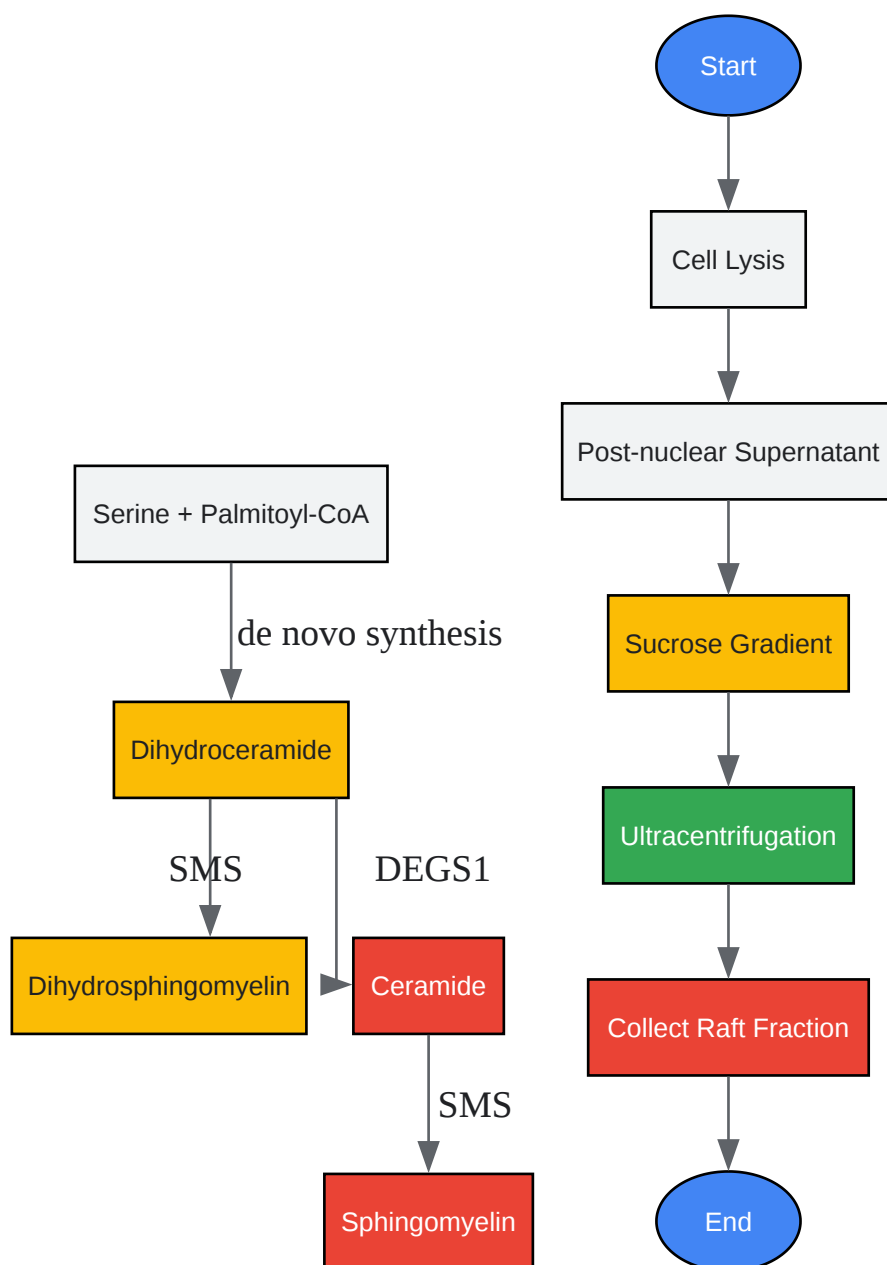 Start
Cell Lysis
Post-nuclear Supernatant
Serine + Palmitoyl-CoA
de novo synthesis
Sucrose Gradient
Dihydroceramide
Ultracentrifugation
SMS
DEGS1
Dihydrosphingomyelin
Ceramide
Collect Raft Fraction
SMS
Sphingomyelin
End